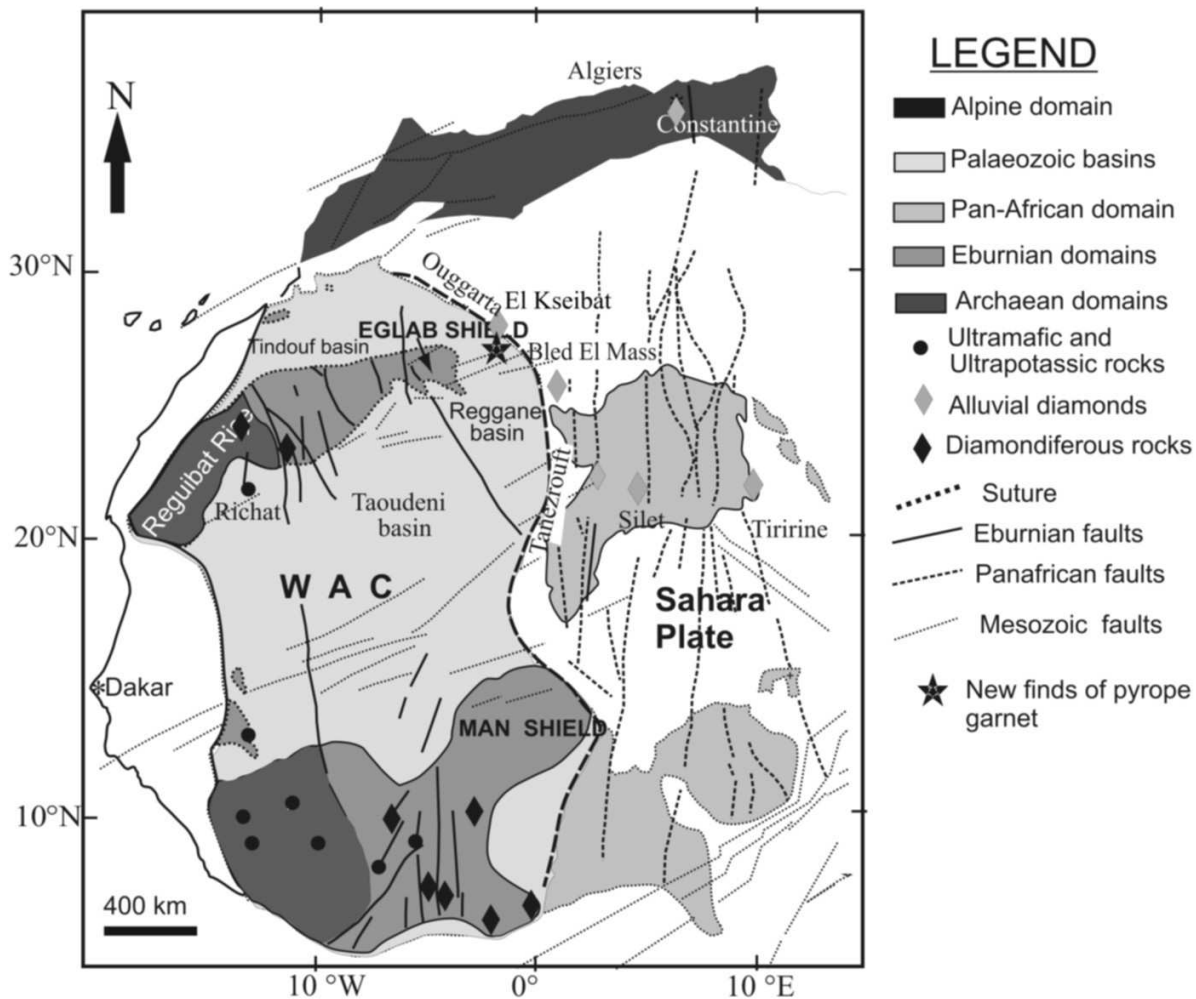 Algiers
N
Constantine
30°N
Ouggarta
El Kseibat
EGLAB SHIELD
Tindouf basin
Bled El Mass
Reggane
basin
Reguibat Rise
Tanezrouft
Richat
Taoudeni
basin
Silet
Tiririne
20°N
W A C
Sahara
Plate
Dakar
MAN SHIELD
10°N
400 km
10°W
0°
10°E
LEGEND
Alpine domain
Palaeozoic basins
Pan-African domain
Eburnian domains
Archaean domains
Ultramafic and
Ultrapotassic rocks
Alluvial diamonds
Diamondiferous rocks
Suture
Eburnian faults
Panafrican faults
Mesozoic faults
New finds of pyrope
garnet